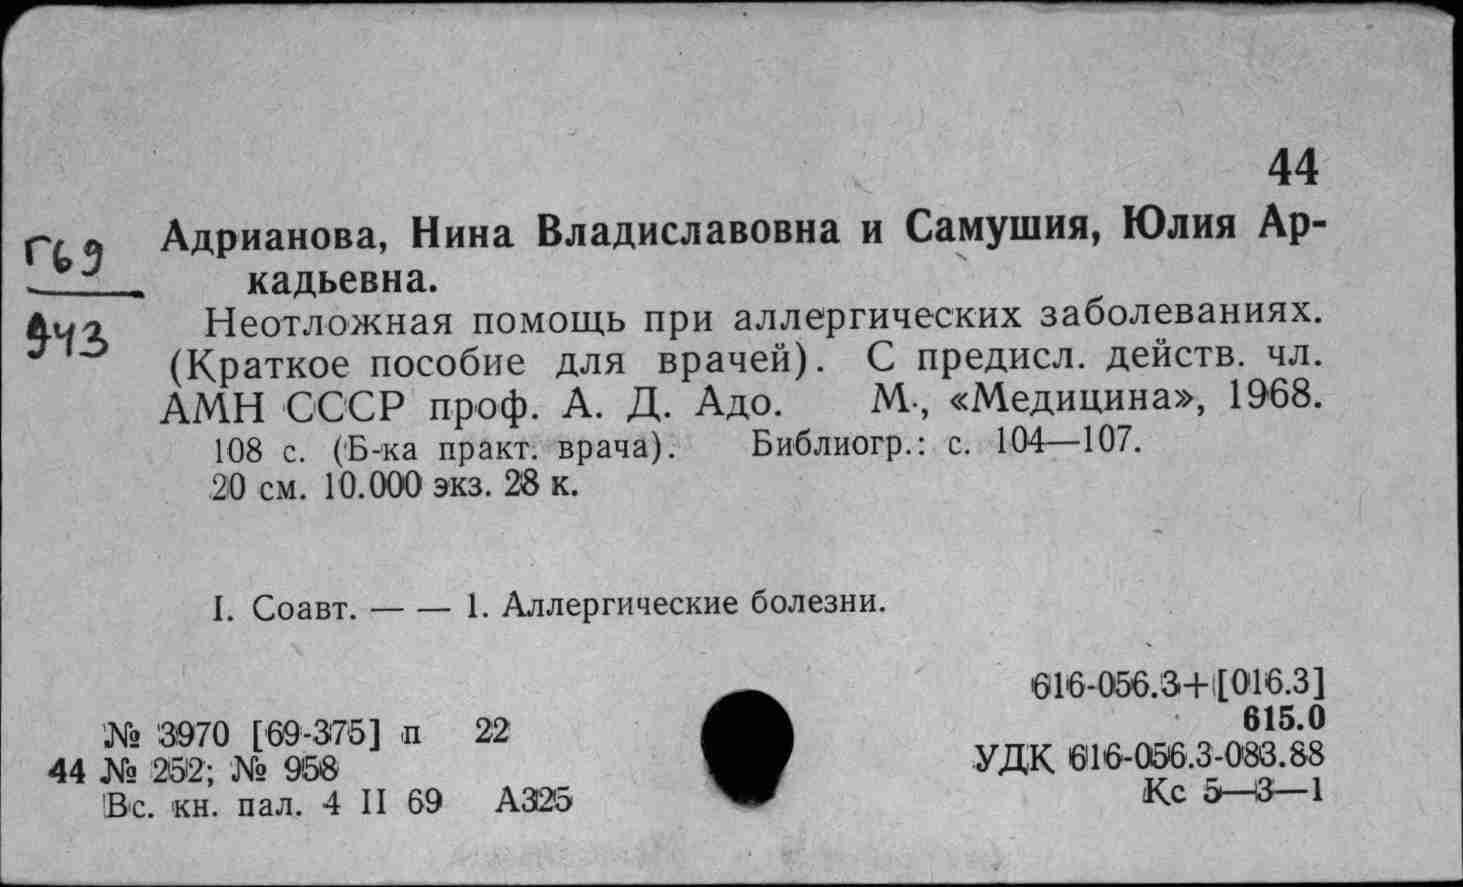 44
Г69
943
Адрианова, Нина Владиславовна и Самушия, Юлия Ар-
кадьевна.
Неотложная помощь при аллергических заболеваниях.
(Краткое пособие для врачей). С предисл. действ. чл.
АМН СССР проф. А. Д. Адо. М., «Медицина», 1968.
108 с. (Б-ка практ. врача). Библиогр.: с. 104—107.
20 см. 10.000 экз. 28 к.
I. Соавт. — — 1. Аллергические болезни.
616-056.3+[016.3]
615.0
УДК 616-056.3-083.88
Кс 5—3—1
№ 3970 [69-375] п 22
44 № 252; № 958
Вс. кн. пал. 4 II 69 А325